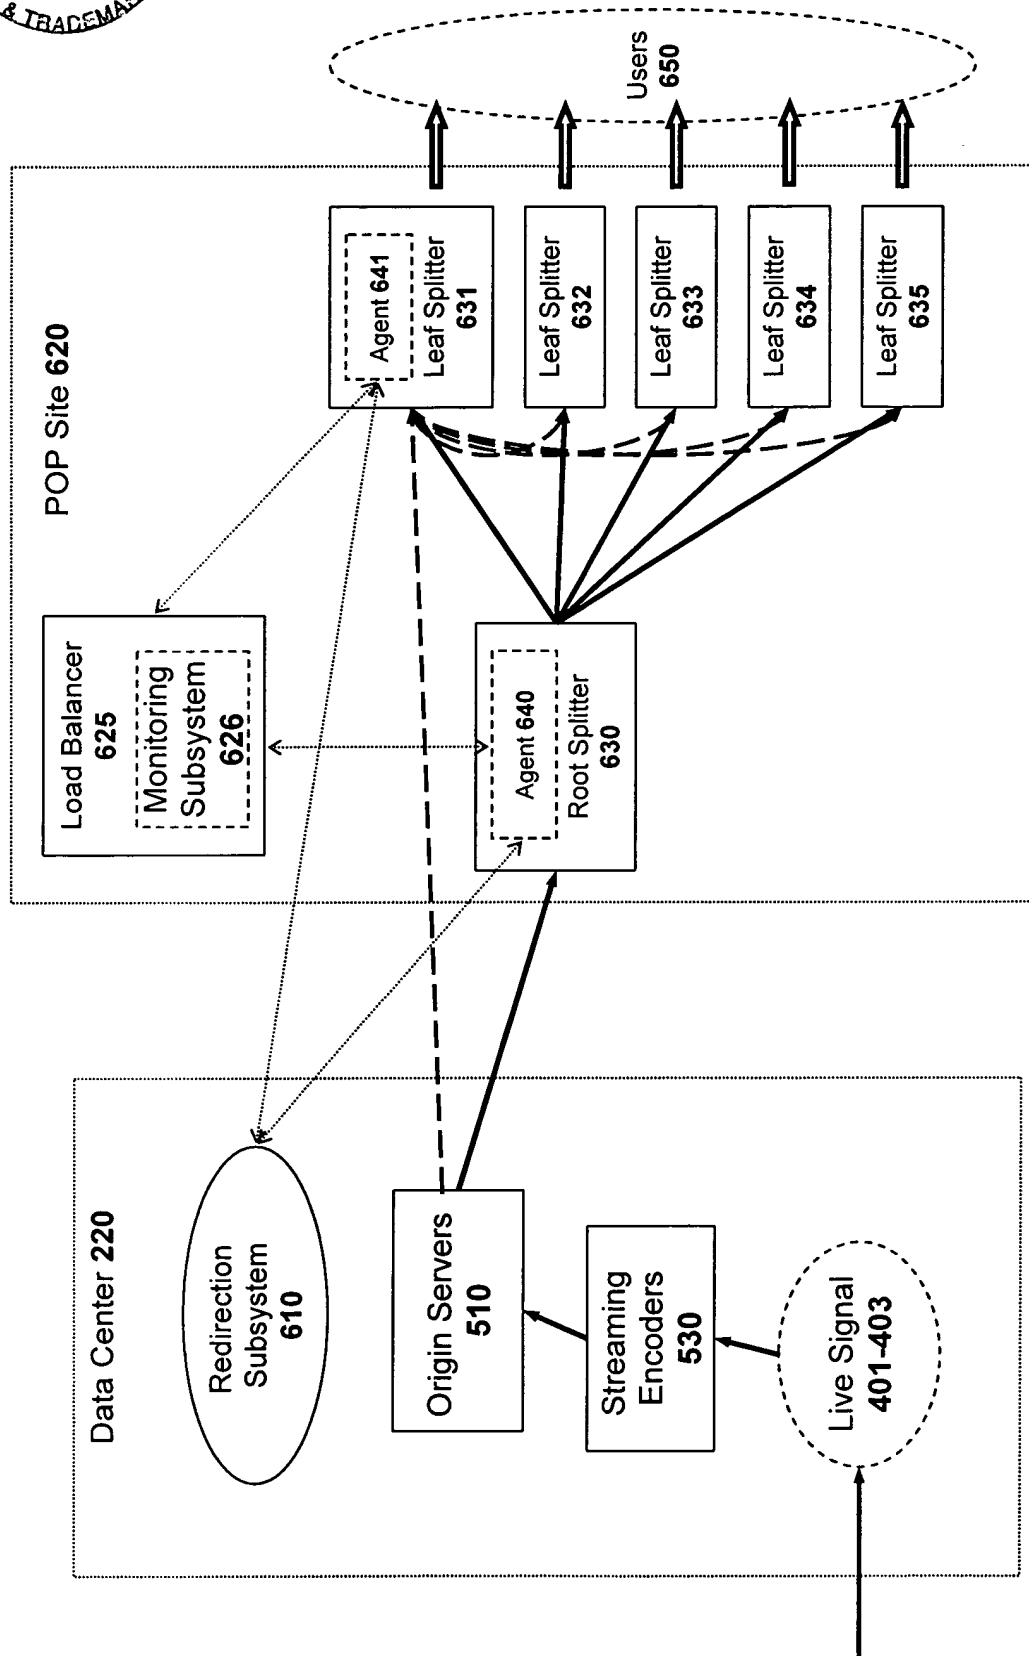 & TRADEMA
Data Center 220
Redirection
Subsystem
610
Origin Servers
510
Streaming
Encoders
530
Live Signal
401-403
POP Site 620
Load Balancer
625
Monitoring
Subsystem
626
Agent 640
Root Splitter
630
Agent 641
Leaf Splitter
631
Leaf Splitter
632
Leaf Splitter
633
Leaf Splitter
634
Leaf Splitter
635
Users
650